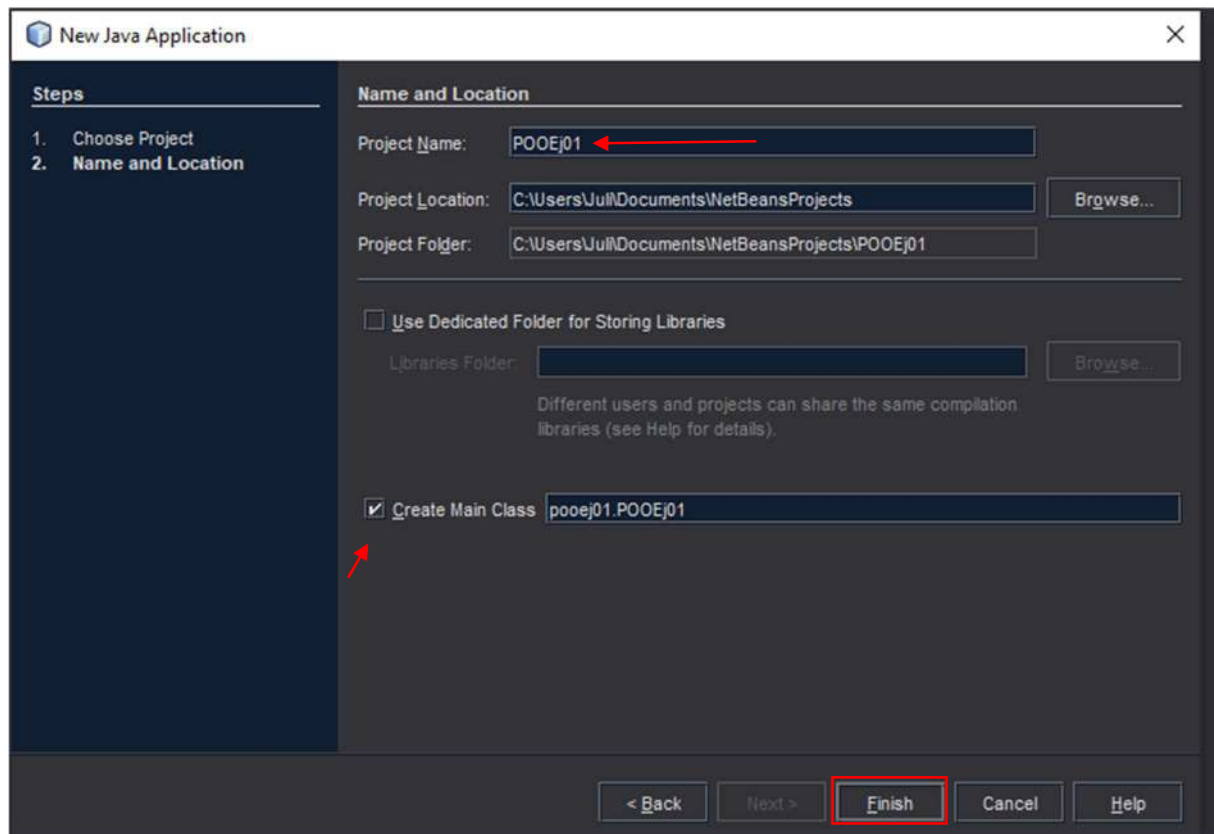 New Java Application
Steps
1. Choose Project
2. Name and Location
Name and Location
Project Name: POOEj01
Project Location: C:\Users\Juli\Documents\NetBeansProjects Browse...
Project Folder: C:\Users\Juli\Documents\NetBeansProjects\POOEj01
Use Dedicated Folder for Storing Libraries
Libraries Folder: Browse...
Different users and projects can share the same compilation
libraries (see Help for details).
Create Main Class pooej01.POOEj01
< Back Next > Finish Cancel Help